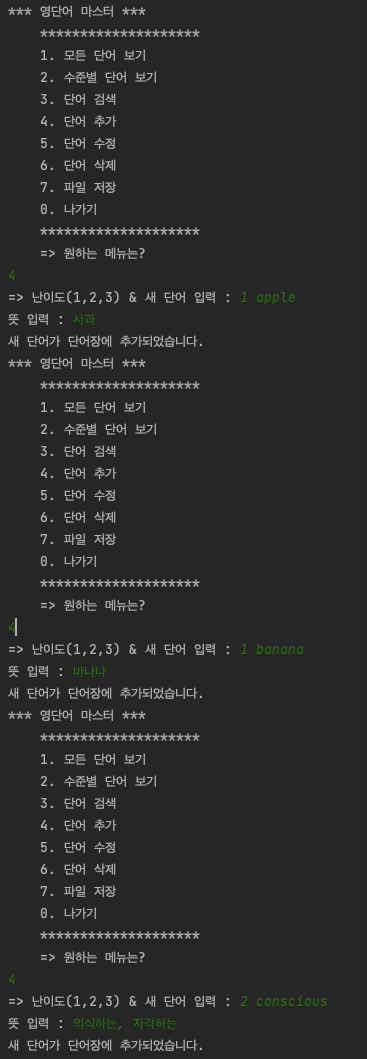 *** 영단어 마스터 ***
********************
1. 모든 단어 보기
2. 수준별 단어 보기
3. 단어 검색
4. 단어 추가
5. 단어 수정
6. 단어 삭제
7. 파일 저장
0. 나가기
********************
=> 원하는 메뉴는?
4
=> 난이도(1,2,3) & 새 단어 입력 : 1 apple
뜻 입력 : 사과
새 단어가 단어장에 추가되었습니다.
*** 영단어 마스터 ***
********************
1. 모든 단어 보기
2. 수준별 단어 보기
3. 단어 검색
4. 단어 추가
5. 단어 수정
6. 단어 삭제
7. 파일 저장
0. 나가기
********************
=> 원하는 메뉴는?
4
=> 난이도(1,2,3) & 새 단어 입력 : 1 banana
뜻 입력 : 바나나
새 단어가 단어장에 추가되었습니다.
*** 영단어 마스터 ***
********************
1. 모든 단어 보기
2. 수준별 단어 보기
3. 단어 검색
4. 단어 추가
5. 단어 수정
6. 단어 삭제
7. 파일 저장
0. 나가기
********************
=> 원하는 메뉴는?
4
=> 난이도(1,2,3) & 새 단어 입력 : 2 conscious
뜻 입력 : 의식하는, 자각하는
새 단어가 단어장에 추가되었습니다.